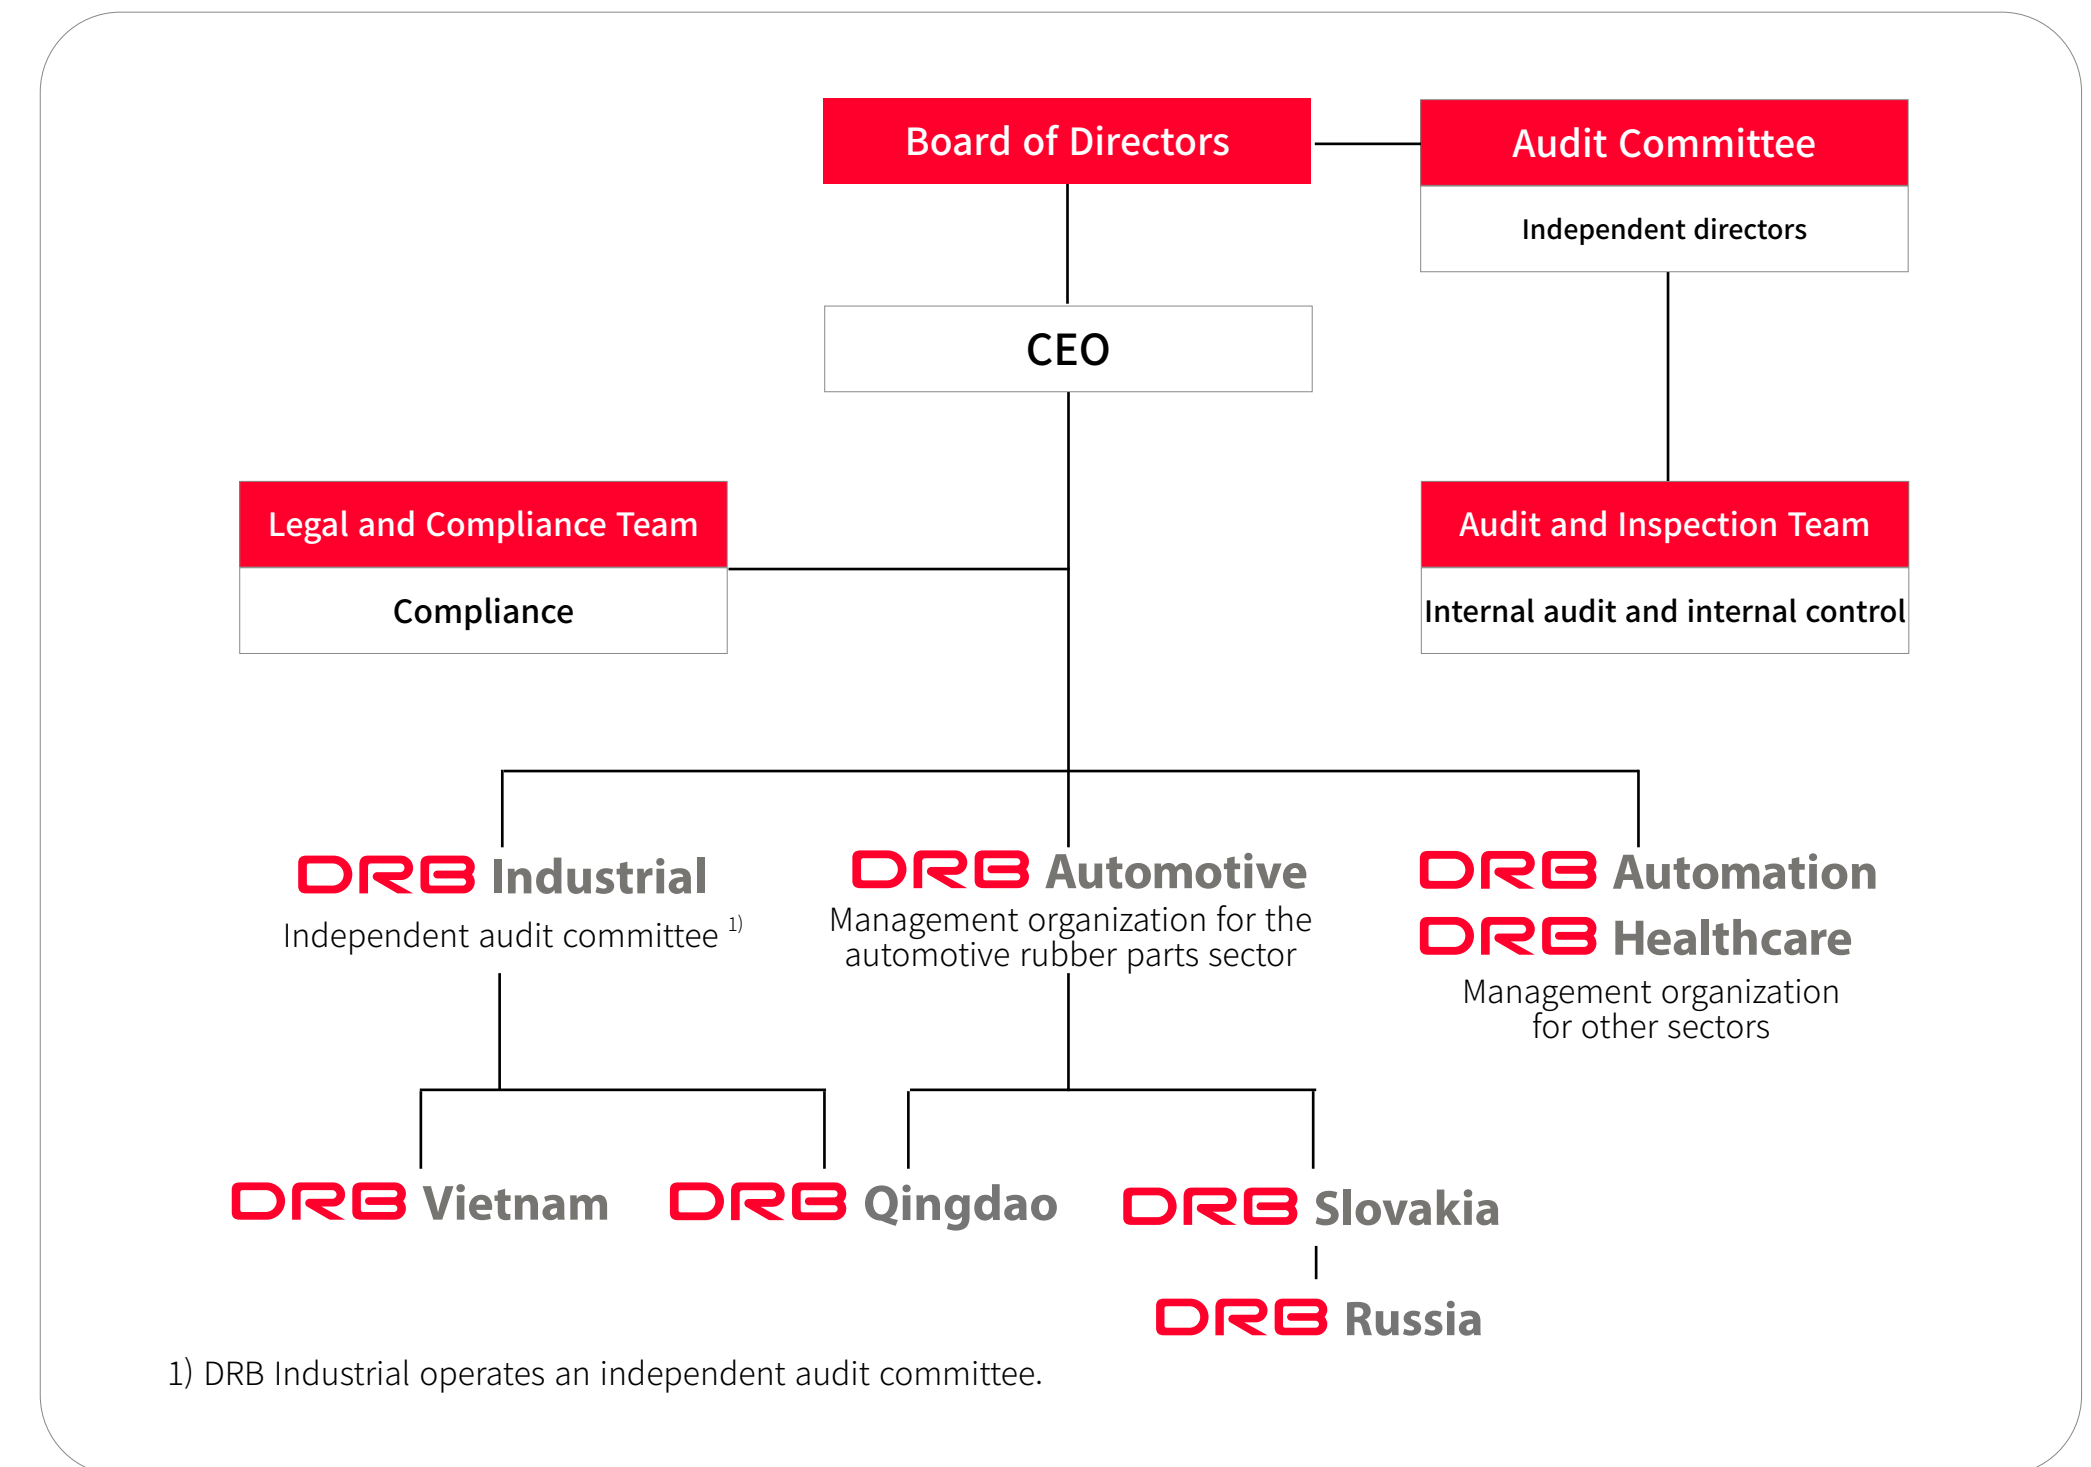 Board of Directors
Audit Committee
Independent directors
CEO
Legal and Compliance Team
Compliance
Audit and Inspection Team
Internal audit and internal control
DRB Industrial
Independent audit committee 1)
DRB Automotive
Management organization for the
automotive rubber parts sector
DRB Automation
DRB Healthcare
Management organization
for other sectors
DRB Vietnam
DRB Qingdao
DRB Slovakia
DRB Russia
1) DRB Industrial operates an independent audit committee.